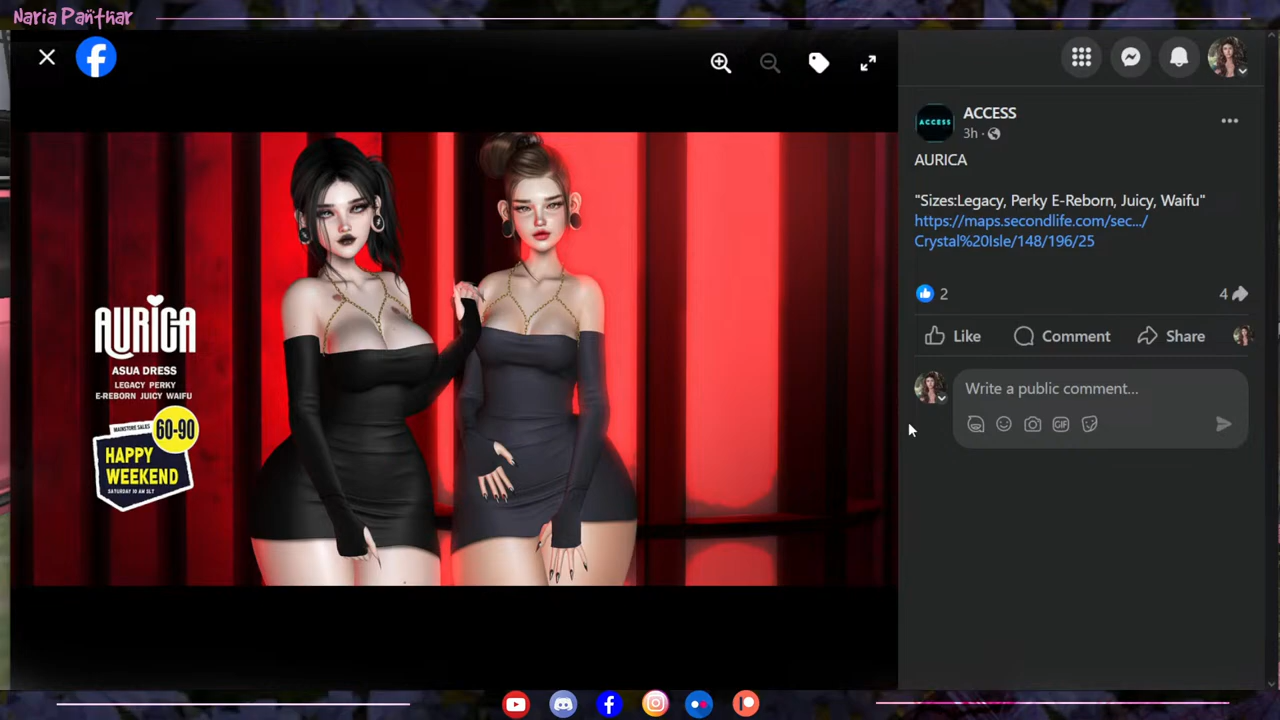 Naria Panthar
ACCESS
ACCESS
3h ·
AURICA
"Sizes:Legacy, Perky E-Reborn, Juicy, Waifu"
https://maps.secondlife.com/sec.../
Crystal%20Isle/148/196/25
2
4
Like
Comment
Share
Write a public comment...
GIF
AURICA
ASUA DRESS
LEGACY PERKY
E-REBORN JUICY WAIFU
MAINSTORE SALES
60-90
HAPPY
WEEKEND
SATURDAY 10 AM SLT